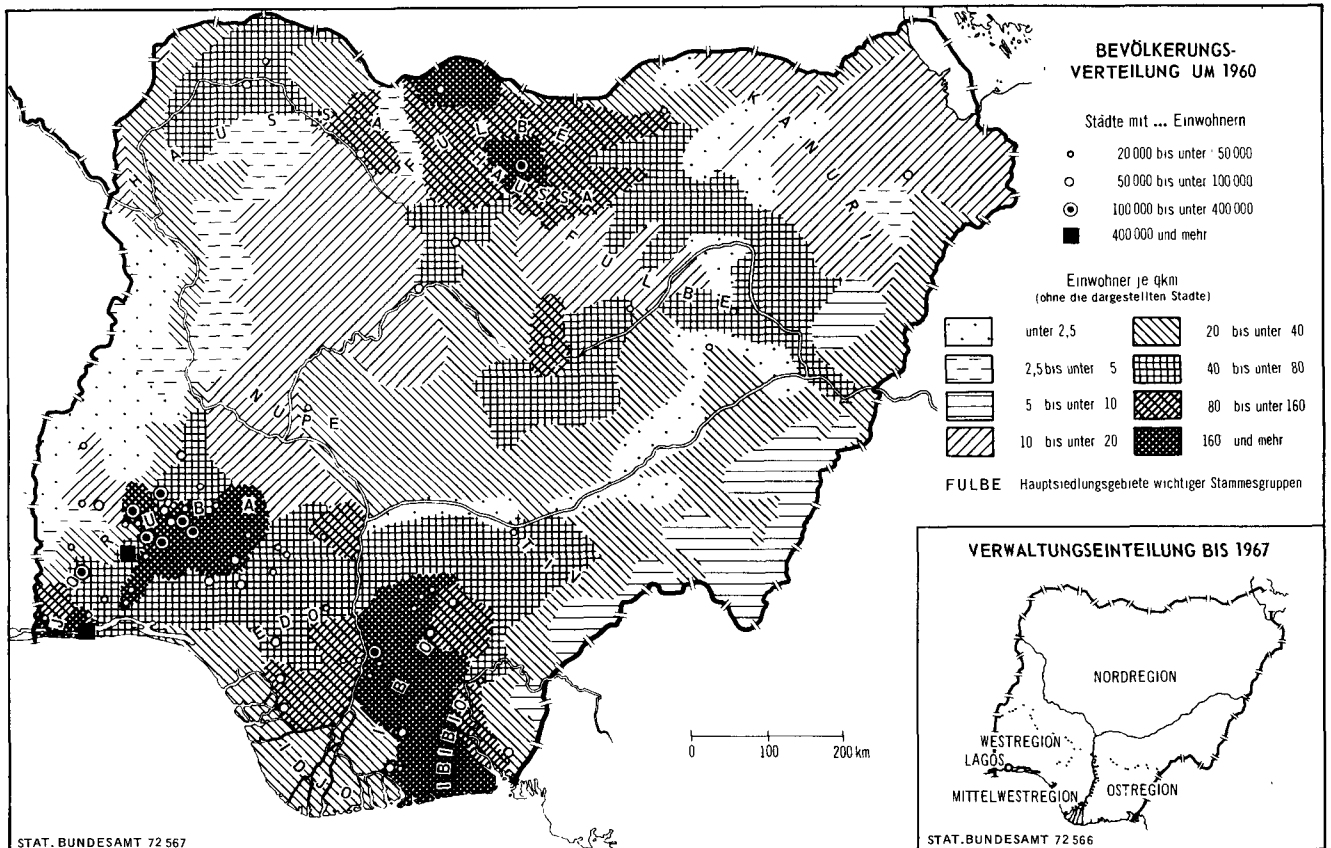 BEVÖLKERUNGS-
VERTEILUNG UM 1960
Städte mit ... Einwohnern
20 000 bis unter 50 000
50 000 bis unter 100 000
100 000 bis unter 400 000
400 000 und mehr
Einwohner je qkm
(ohne die dargestellten Städte)
unter 2,5
2,5 bis unter 5
5 bis unter 10
10 bis unter 20
20 bis unter 40
40 bis unter 80
80 bis unter 160
160 und mehr
FULBE Hauptsiedlungsgebiete wichtiger Stammesgruppen
HAUSSA
FULBE
HAUSSA
KANURI
FULBE
NUPE
JORUBA
TIV
EDO
IBO
IBIBJO
IDJO
0 100 200 km
STAT. BUNDESAMT 72 567
VERWALTUNGSEINTEILUNG BIS 1967
NORDREGION
WESTREGION
LAGOS
MITTELWESTREGION
OSTREGION
STAT. BUNDESAMT 72 566